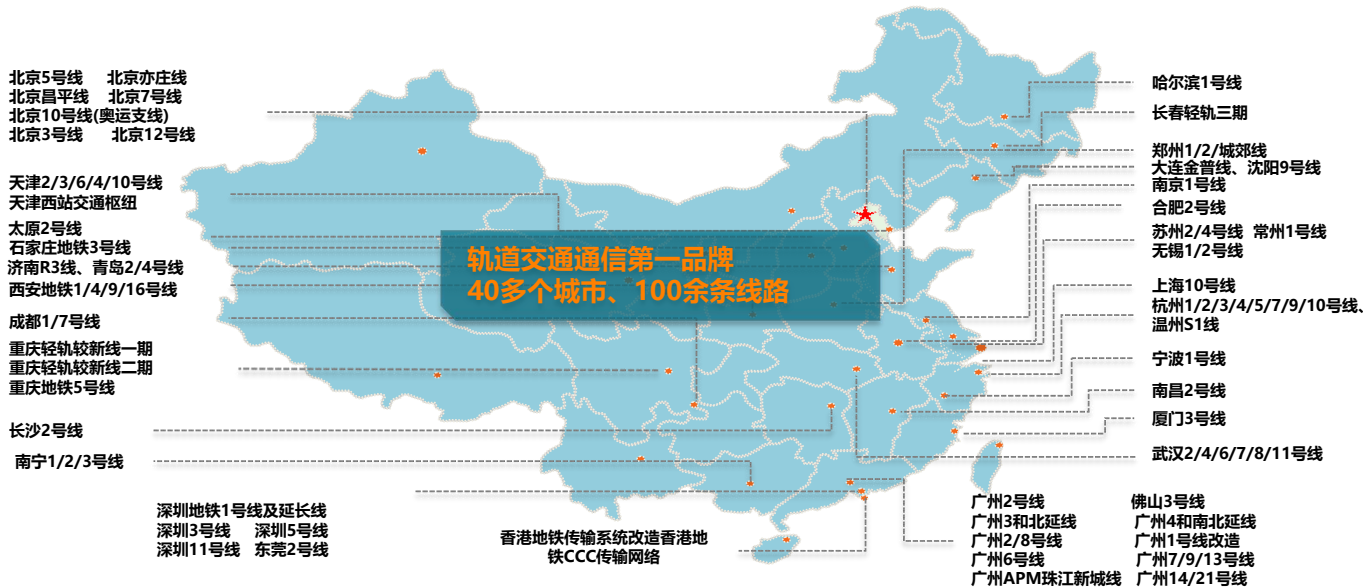 北京5号线 北京亦庄线
北京昌平线 北京7号线
北京10号线(奥运支线)
北京3号线 北京12号线
天津2/3/6/4/10号线
天津西站交通枢纽
太原2号线
石家庄地铁3号线
济南R3线、青岛2/4号线
西安地铁1/4/9/16号线
成都1/7号线
重庆轻轨较新线一期
重庆轻轨较新线二期
重庆地铁5号线
长沙2号线
南宁1/2/3号线
深圳地铁1号线及延长线
深圳3号线 深圳5号线
深圳11号线 东莞2号线
轨道交通通信第一品牌
40多个城市、100余条线路
香港地铁传输系统改造香港地
铁CCC传输网络
哈尔滨1号线
长春轻轨三期
郑州1/2/城郊线
大连金普线、沈阳9号线
南京1号线
合肥2号线
苏州2/4号线 常州1号线
无锡1/2号线
上海10号线
杭州1/2/3/4/5/7/9/10号线、
温州S1线
宁波1号线
南昌2号线
厦门3号线
武汉2/4/6/7/8/11号线
广州2号线 佛山3号线
广州3和北延线 广州4和南北延线
广州2/8号线 广州1号线改造
广州6号线 广州7/9/13号线
广州APM珠江新城线 广州14/21号线